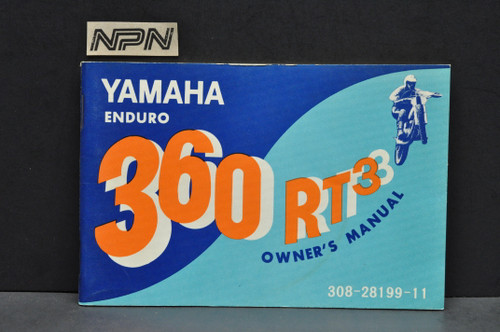 NPN
YAMAHA
ENDURO
360 RT3
OWNER'S MANUAL
308-28199-11